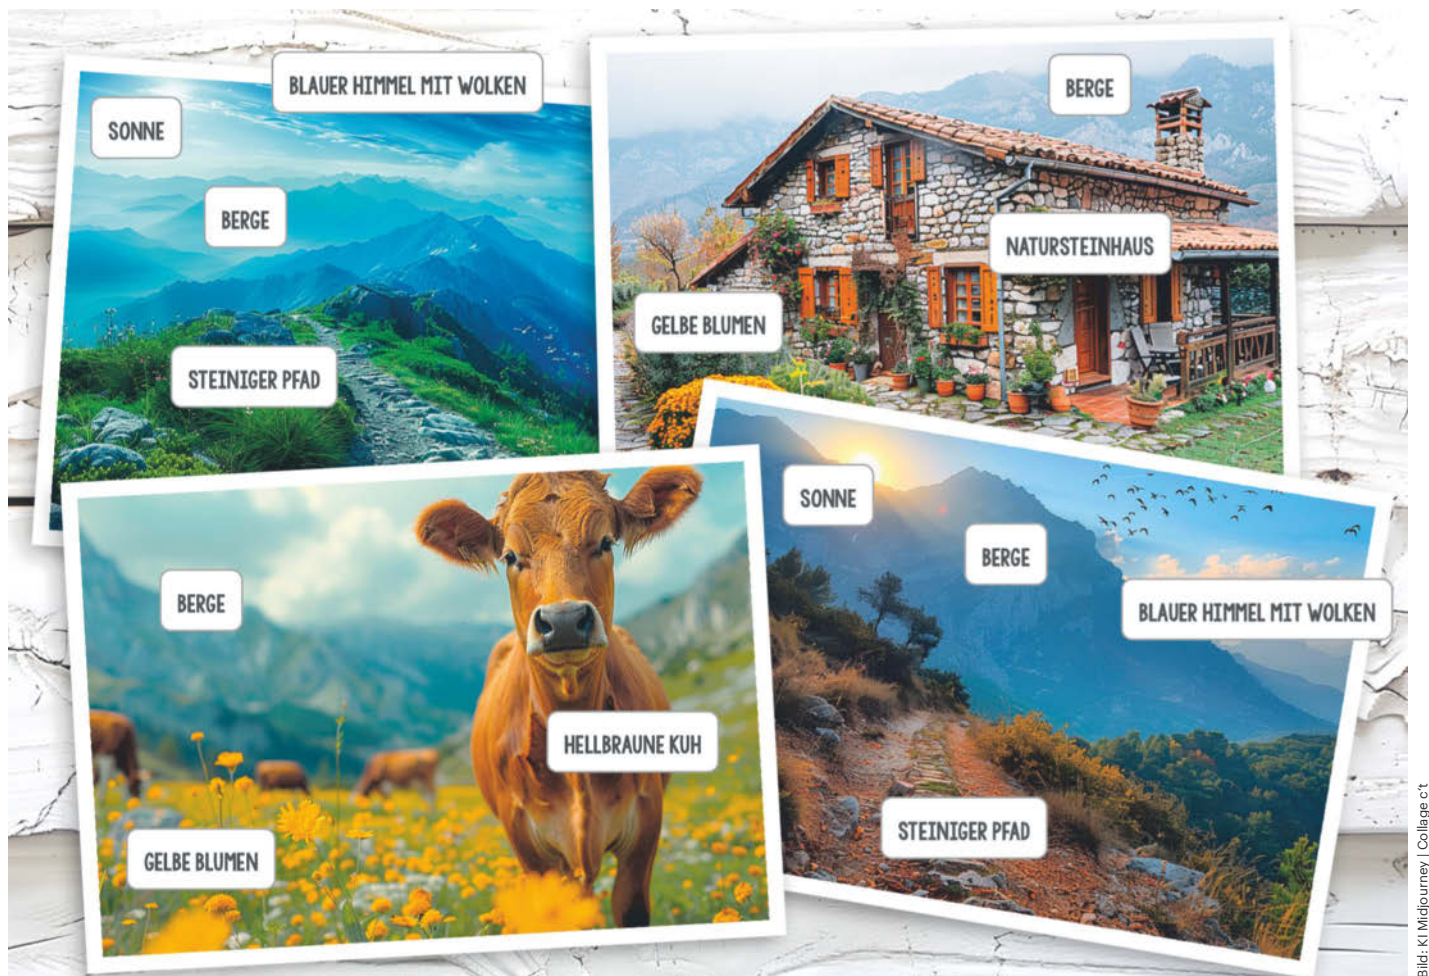 BLAUER HIMMEL MIT WOLKEN
SONNE
BERGE
STEINIGER PFAD
BERGE
NATURSTEINHAUS
GELBE BLUMEN
BERGE
HELLBRAUNE KUH
GELBE BLUMEN
SONNE
BERGE
BLAUER HIMMEL MIT WOLKEN
STEINIGER PFAD
Bild: KI Midjourney | Collage c't